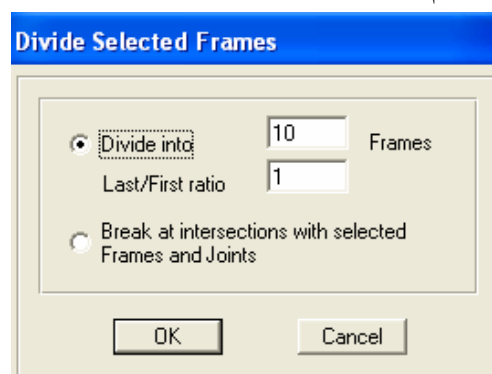 Divide Selected Frames
Divide into 10 Frames
Last/First ratio 1
Break at intersections with selected
Frames and Joints
OK Cancel